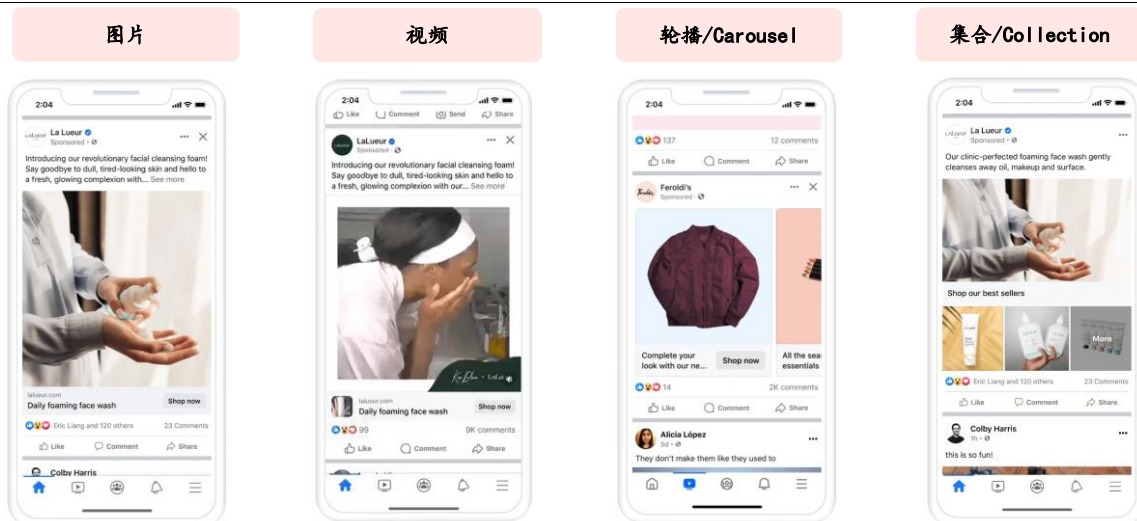 图片
视频
轮播/Carousel
集合/Collection
2:04
La Lueur
Sponsored ·
Introducing our revolutionary facial cleansing foam!
Say goodbye to dull, tired-looking skin and hello to
a fresh, glowing complexion with... See more
lalueur.com
Daily foaming face wash
Shop now
Eric Liang and 120 others
23 Comments
Like
Comment
Share
Colby Harris
2:04
Like
Comment
Send
Share
LaLueur
Sponsored ·
Introducing our revolutionary facial cleansing foam!
Say goodbye to dull, tired-looking skin and hello to
a fresh, glowing complexion with our... See more
lalueur.com
Daily foaming face wash
Shop now
99
9K comments
Like
Comment
Share
2:04
137
12 comments
Like
Comment
Share
Feroldi's
Sponsored ·
Complete your
look with our ne...
Shop now
All the sea
essentials
14
2K comments
Like
Comment
Share
Alicia López
5d ·
They don't make them like they used to
2:04
La Lueur
Sponsored ·
Our clinic-perfected foaming face wash gently
cleanses away oil, makeup and surface.
Shop our best sellers
More
Eric Liang and 120 others
23 Comments
Like
Comment
Share
Colby Harris
1h ·
this is so fun!